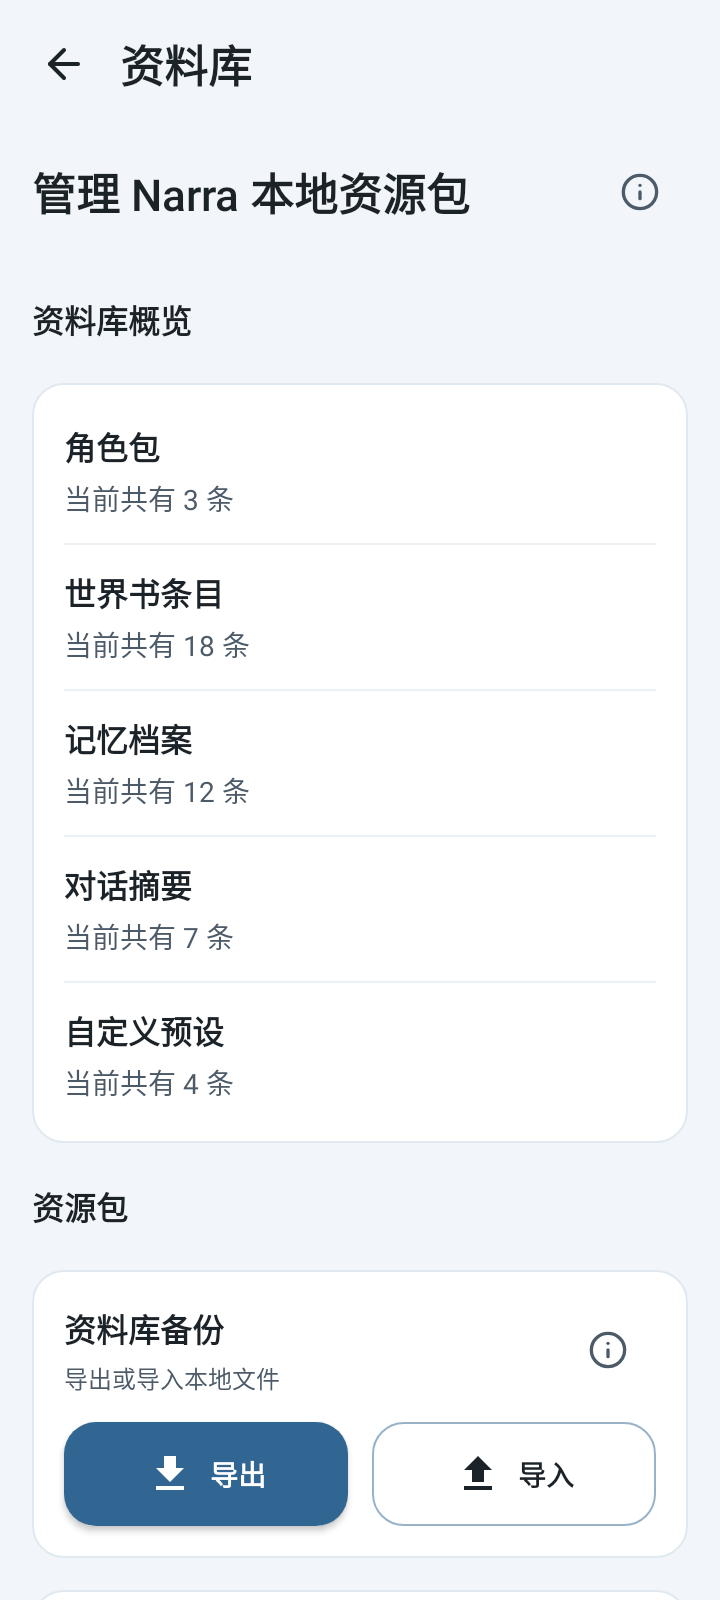 资料库
管理 Narra 本地资源包
资料库概览
角色包
当前共有 3 条
世界书条目
当前共有 18 条
记忆档案
当前共有 12 条
对话摘要
当前共有 7 条
自定义预设
当前共有 4 条
资源包
资料库备份
导出或导入本地文件
导出
导入